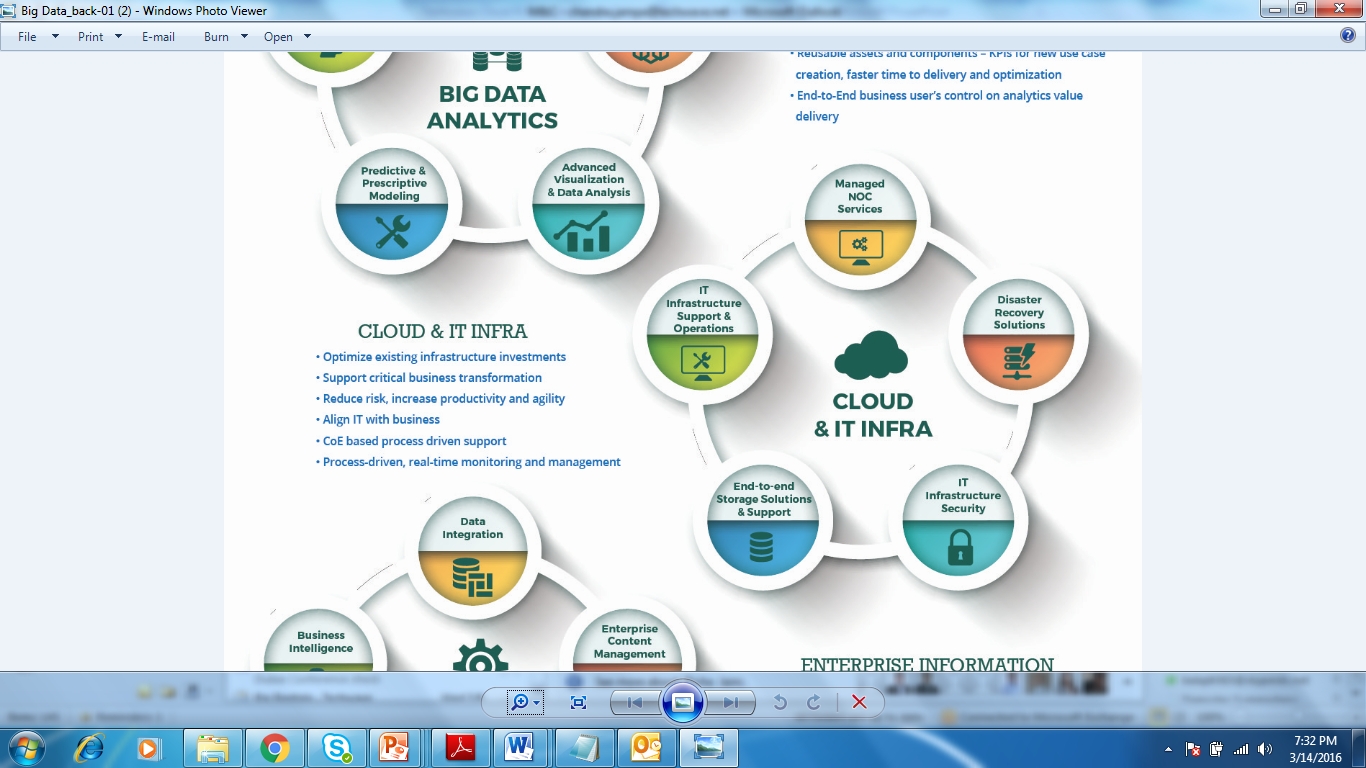 Big Data_back-01 (2) - Windows Photo Viewer
File Print E-mail Burn Open
• Reusable assets and components – KPIs for new use case
creation, faster time to delivery and optimization
• End-to-End business user's control on analytics value
delivery
BIG DATA
ANALYTICS
Predictive &
Prescriptive
Modeling
Advanced
Visualization
& Data Analysis
Managed
NOC
Services
IT
Infrastructure
Support &
Operations
Disaster
Recovery
Solutions
CLOUD
& IT INFRA
End-to-end
Storage Solutions
& Support
IT
Infrastructure
Security
CLOUD & IT INFRA
• Optimize existing infrastructure investments
• Support critical business transformation
• Reduce risk, increase productivity and agility
• Align IT with business
• CoE based process driven support
• Process-driven, real-time monitoring and management
Data
Integration
Business
Intelligence
Enterprise
Content
Management
ENTERPRISE INFORMATION
7:32 PM
3/14/2016